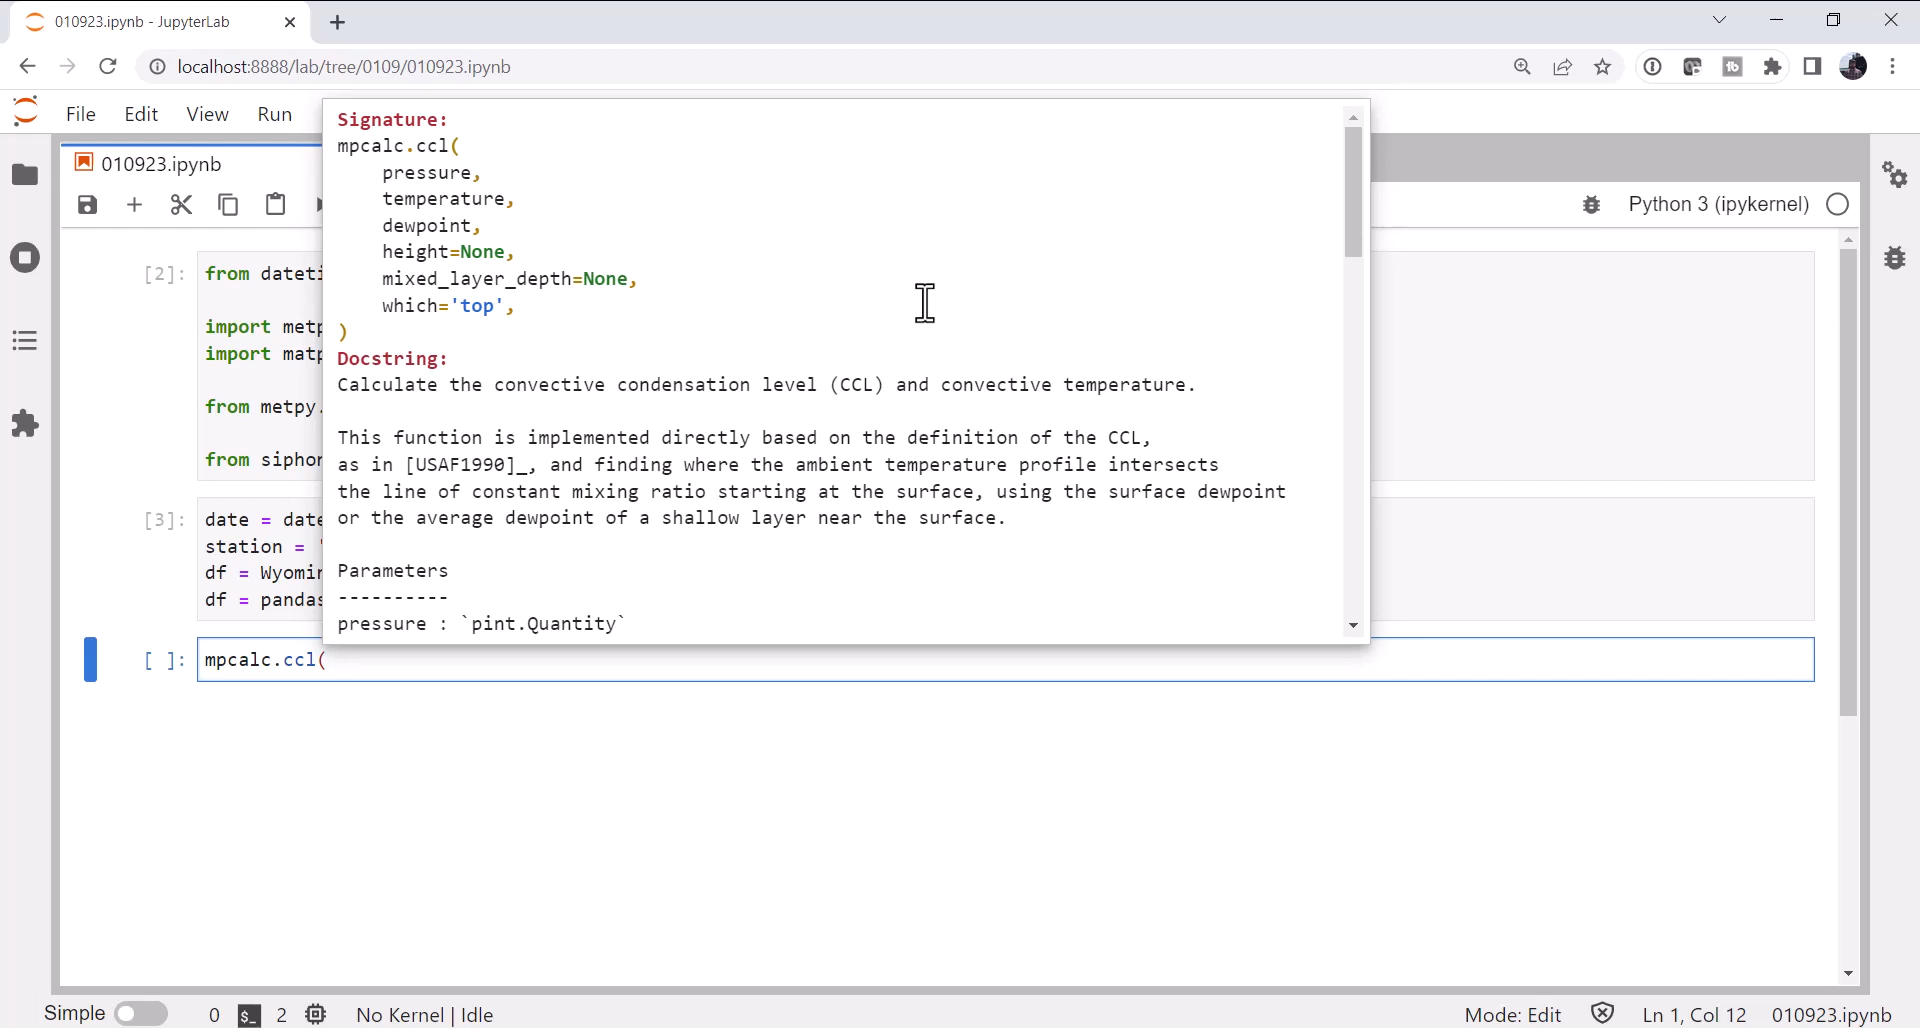 010923.ipynb - JupyterLab
localhost:8888/lab/tree/0109/010923.ipynb
File Edit View Run
010923.ipynb
Python 3 (ipykernel)
Signature:
mpcalc.ccl(
    pressure,
    temperature,
    dewpoint,
    height=None,
    mixed_layer_depth=None,
    which='top',
)
Docstring:
Calculate the convective condensation level (CCL) and convective temperature.
This function is implemented directly based on the definition of the CCL,
as in [USAF1990]_, and finding where the ambient temperature profile intersects
the line of constant mixing ratio starting at the surface, using the surface dewpoint
or the average dewpoint of a shallow layer near the surface.
Parameters
----------
pressure : `pint.Quantity`
[2]: from dateti
import metp
import matp
from metpy.
from siphon
[3]: date = date
station = '
df = Wyomin
df = pandas
[ ]: mpcalc.ccl(
Simple 0 $_ 2 No Kernel | Idle Mode: Edit Ln 1, Col 12 010923.ipynb